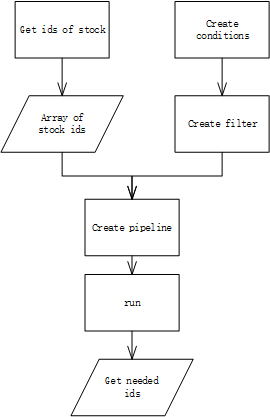 Get ids of stock
Create
conditions
Array of
stock ids
Create filter
Create pipeline
run
Get needed
ids